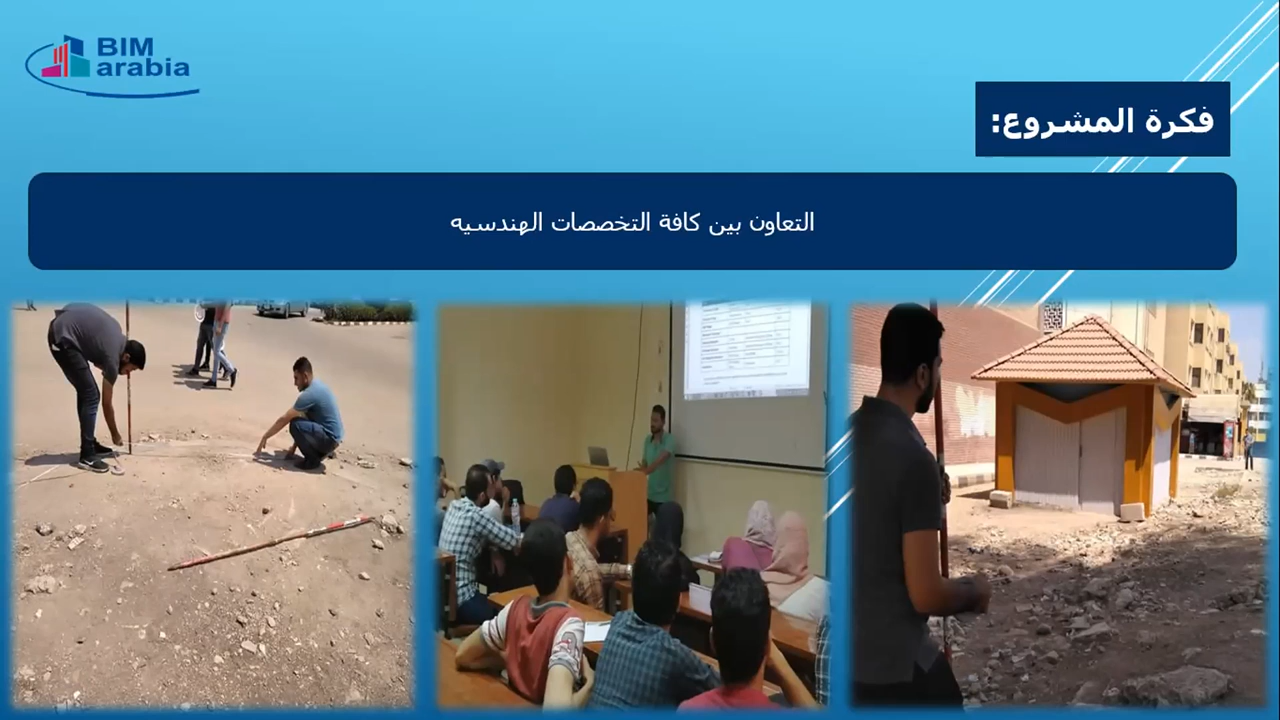 BIM
arabia
فكرة المشروع:
التعاون بين كافة التخصصات الهندسيه